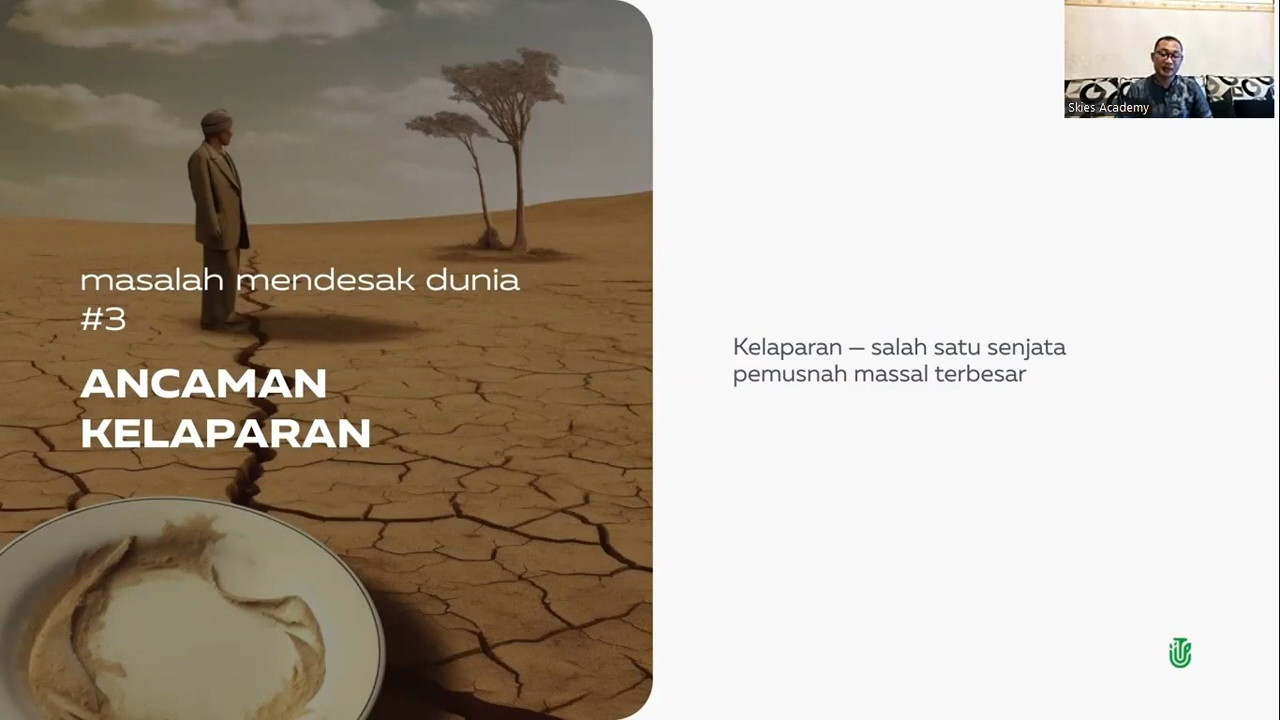 masalah mendesak dunia
#3
ANCAMAN
KELAPARAN
Kelaparan — salah satu senjata
pemusnah massal terbesar
Skies Academy